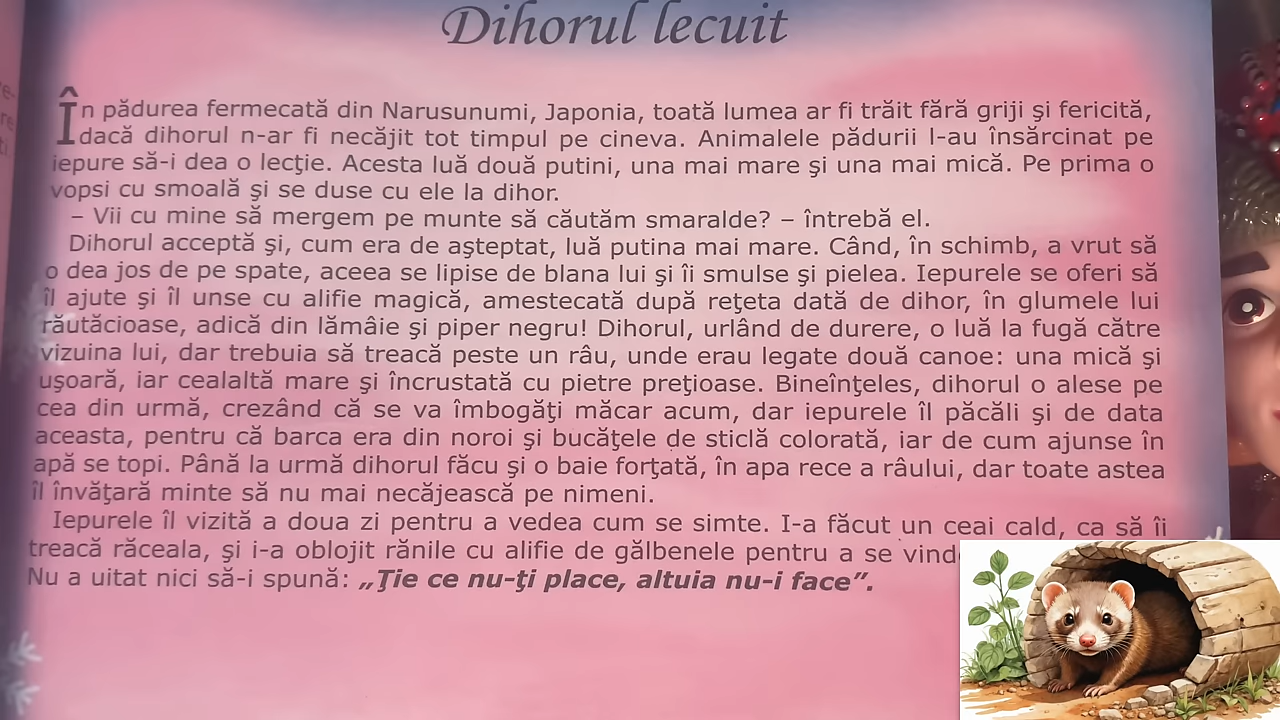 Dihorul lecuit
În pădurea fermecată din Narusunumi, Japonia, toată lumea ar fi trăit fără griji şi fericită,
dacă dihorul n-ar fi necăjit tot timpul pe cineva. Animalele pădurii l-au însărcinat pe
iepure să-i dea o lecţie. Acesta luă două putini, una mai mare şi una mai mică. Pe prima o
vopsi cu smoală şi se duse cu ele la dihor.
– Vii cu mine să mergem pe munte să căutăm smaralde? – întrebă el.
Dihorul acceptă şi, cum era de aşteptat, luă putina mai mare. Când, în schimb, a vrut să
o dea jos de pe spate, aceea se lipise de blana lui şi îi smulse şi pielea. Iepurele se oferi să
îl ajute şi îl unse cu alifie magică, amestecată după reţeta dată de dihor, în glumele lui
răutăcioase, adică din lămâie şi piper negru! Dihorul, urlând de durere, o luă la fugă către
vizuina lui, dar trebuia să treacă peste un râu, unde erau legate două canoe: una mică şi
uşoară, iar cealaltă mare şi încrustată cu pietre preţioase. Bineînţeles, dihorul o alese pe
cea din urmă, crezând că se va îmbogăţi măcar acum, dar iepurele îl păcăli şi de data
aceasta, pentru că barca era din noroi şi bucăţele de sticlă colorată, iar de cum ajunse în
apă se topi. Până la urmă dihorul făcu şi o baie forţată, în apa rece a râului, dar toate astea
îl învăţară minte să nu mai necăjească pe nimeni.
Iepurele îl vizită a doua zi pentru a vedea cum se simte. I-a făcut un ceai cald, ca să îi
treacă răceala, şi i-a oblojit rănile cu alifie de gălbenele pentru a se
Nu a uitat nici să-i spună: „Ţie ce nu-ţi place, altuia nu-i face”.